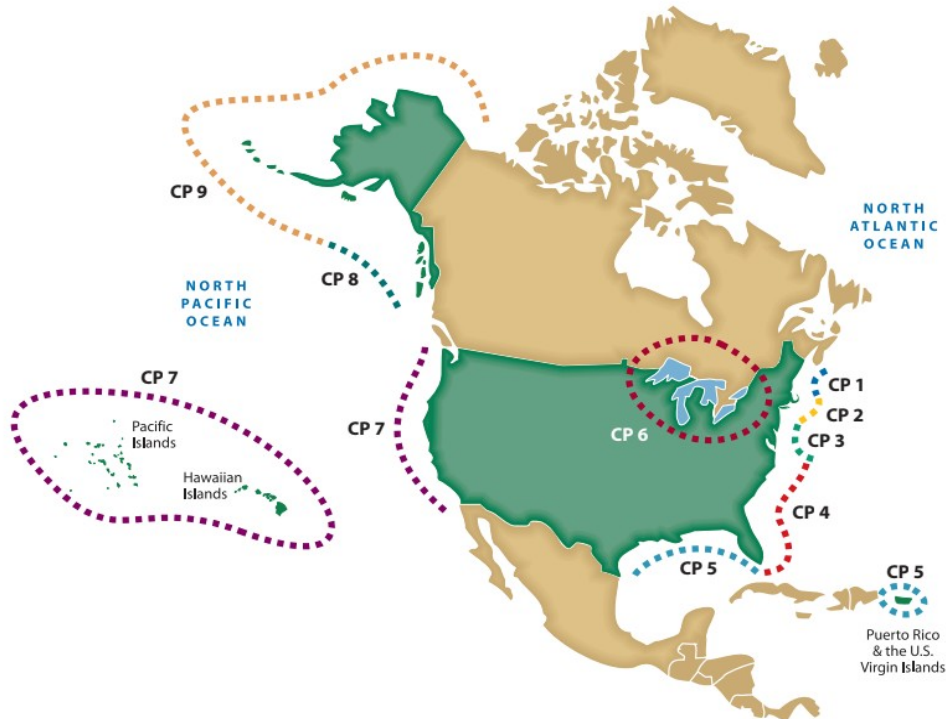 CP 9
NORTH
ATLANTIC
OCEAN
CP 8
NORTH
PACIFIC
OCEAN
CP 7
Pacific
Islands
Hawaiian
Islands
CP 7
CP 6
CP 1
CP 2
CP 3
CP 4
CP 5
CP 5
Puerto Rico
& the U.S.
Virgin Islands